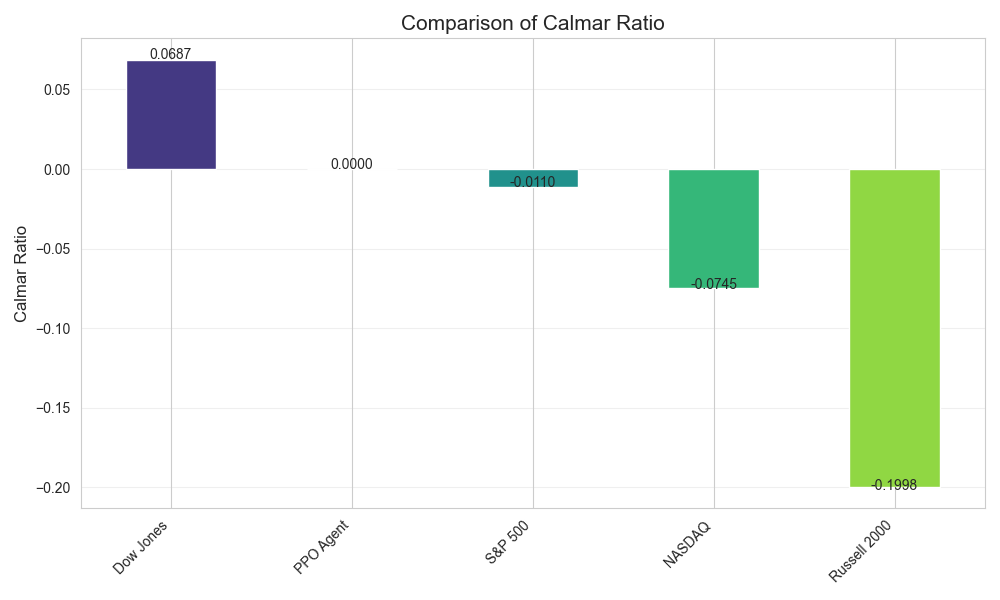 Comparison of Calmar Ratio
Calmar Ratio
0.05
0.00
−0.05
−0.10
−0.15
−0.20
0.0687
0.0000
-0.0110
-0.0745
-0.1998
Dow Jones
PPO Agent
S&P 500
NASDAQ
Russell 2000